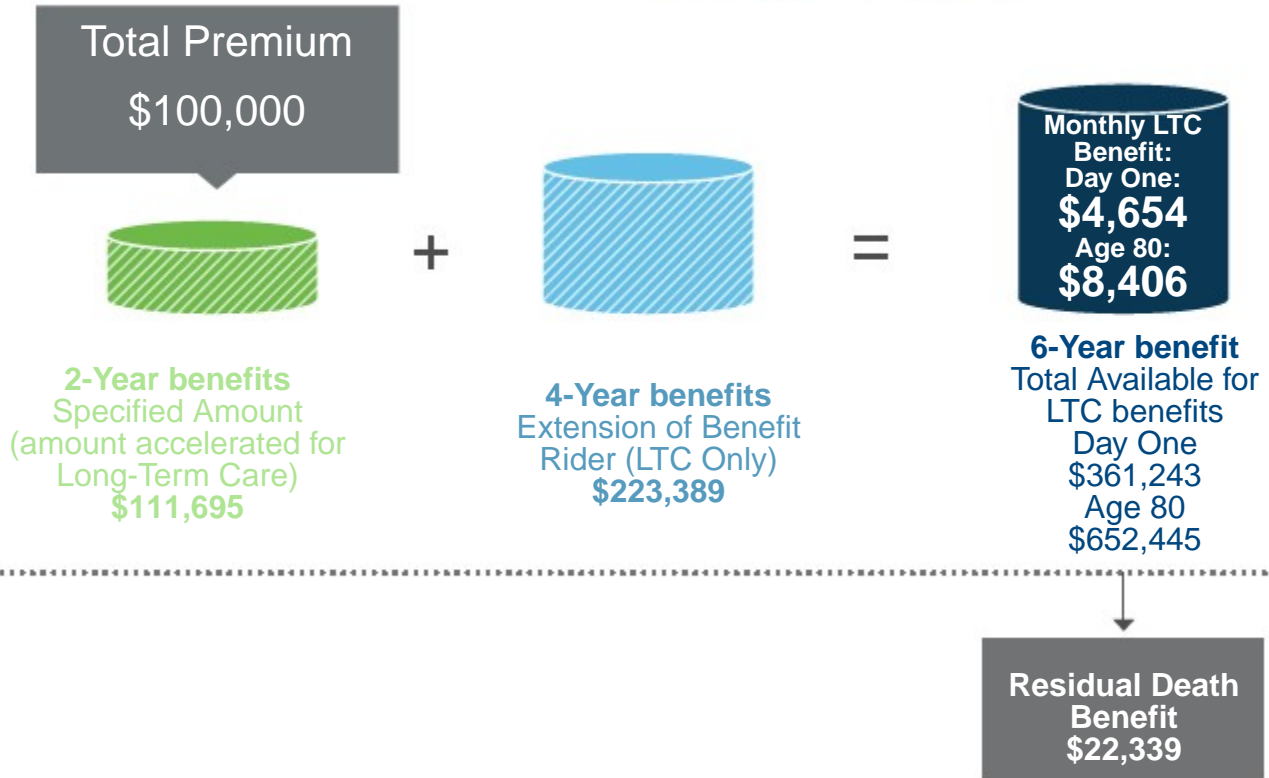 Total Premium
$100,000
+
=
Monthly LTC
Benefit:
Day One:
$4,654
Age 80:
$8,406
2-Year benefits
Specified Amount
(amount accelerated for
Long-Term Care)
$111,695
4-Year benefits
Extension of Benefit
Rider (LTC Only)
$223,389
6-Year benefit
Total Available for
LTC benefits
Day One
$361,243
Age 80
$652,445
Residual Death
Benefit
$22,339